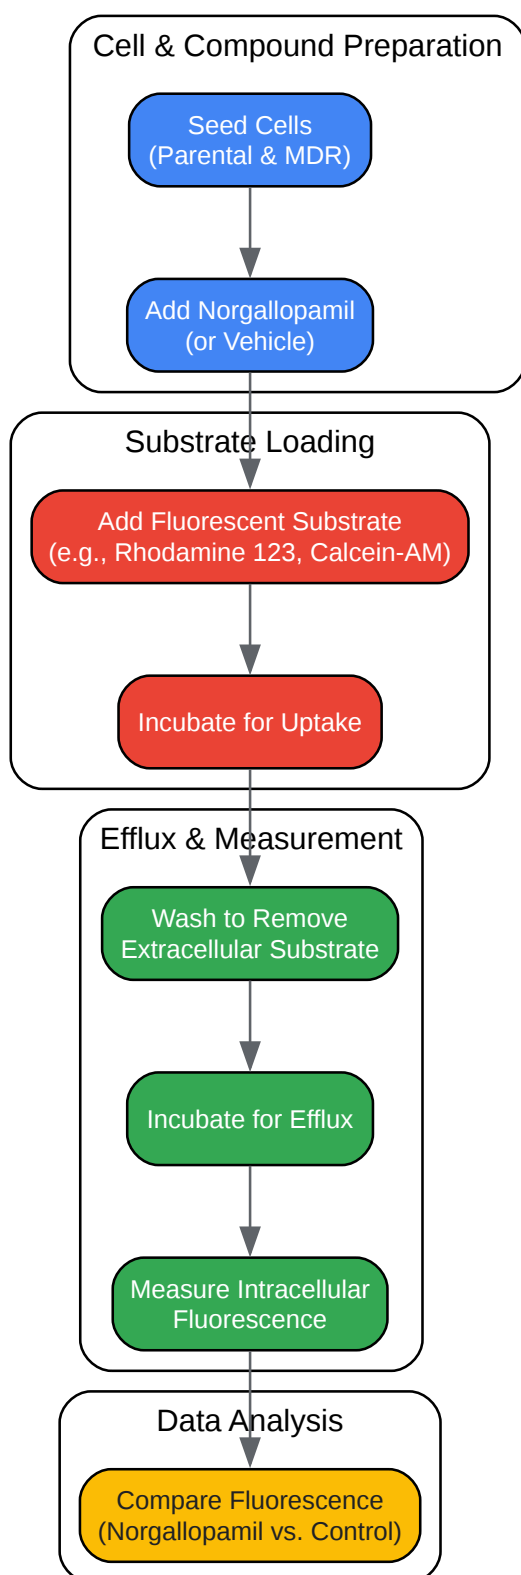 Cell & Compound Preparation
Seed Cells
(Parental & MDR)
Add Norgallopamil
(or Vehicle)
Substrate Loading
Add Fluorescent Substrate
(e.g., Rhodamine 123, Calcein-AM)
Incubate for Uptake
Efflux & Measurement
Wash to Remove
Extracellular Substrate
Incubate for Efflux
Measure Intracellular
Fluorescence
Data Analysis
Compare Fluorescence
(Norgallopamil vs. Control)